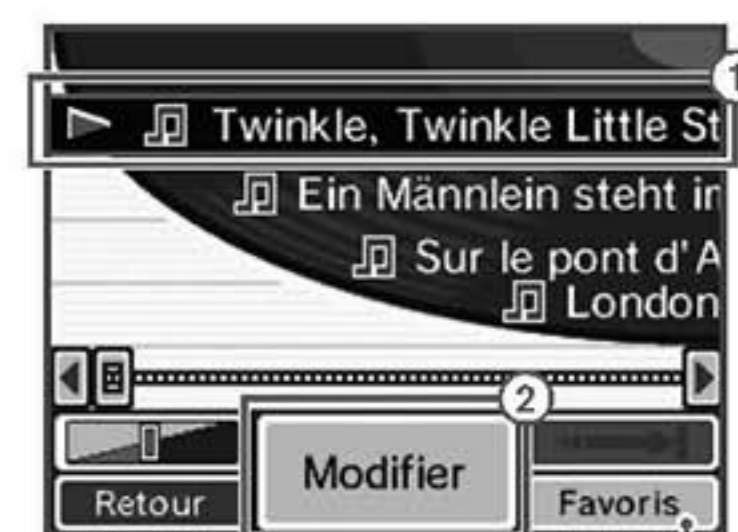 1
Twinkle, Twinkle Little St
Ein Männlein steht in
Sur le pont d'A
London
2
Modifier
Retour
Favoris